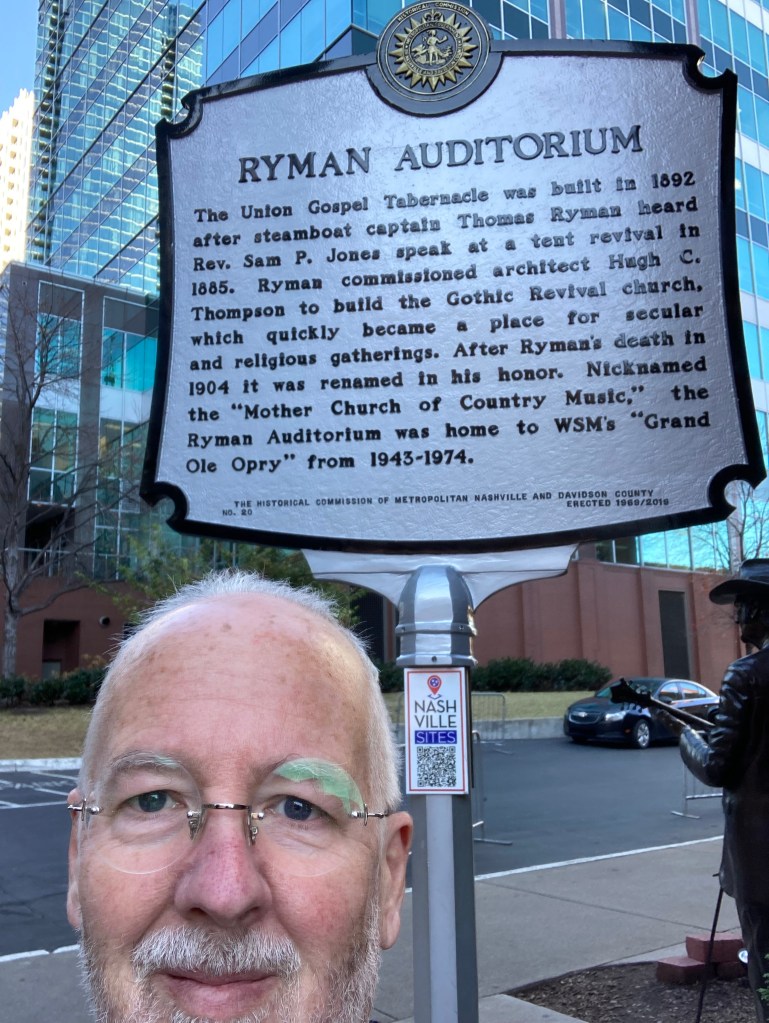 RYMAN AUDITORIUM
The Union Gospel Tabernacle was built in 1892
after steamboat captain Thomas Ryman heard
Rev. Sam P. Jones speak at a tent revival in
1885. Ryman commissioned architect Hugh C.
Thompson to build the Gothic Revival church,
which quickly became a place for secular
and religious gatherings. After Ryman's death in
1904 it was renamed in his honor. Nicknamed
the "Mother Church of Country Music," the
Ryman Auditorium was home to WSM's "Grand
Ole Opry" from 1943-1974.
THE HISTORICAL COMMISSION OF METROPOLITAN NASHVILLE AND DAVIDSON COUNTY
NO. 20 ERECTED 1968/2016
NASH
VILLE
SITES